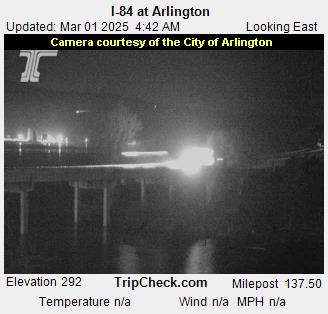 I-84 at Arlington
Updated: Mar 01 2025 4:42 AM Looking East
Camera courtesy of the City of Arlington
Elevation 292 TripCheck.com Milepost 137.50
Temperature n/a Wind n/a MPH n/a